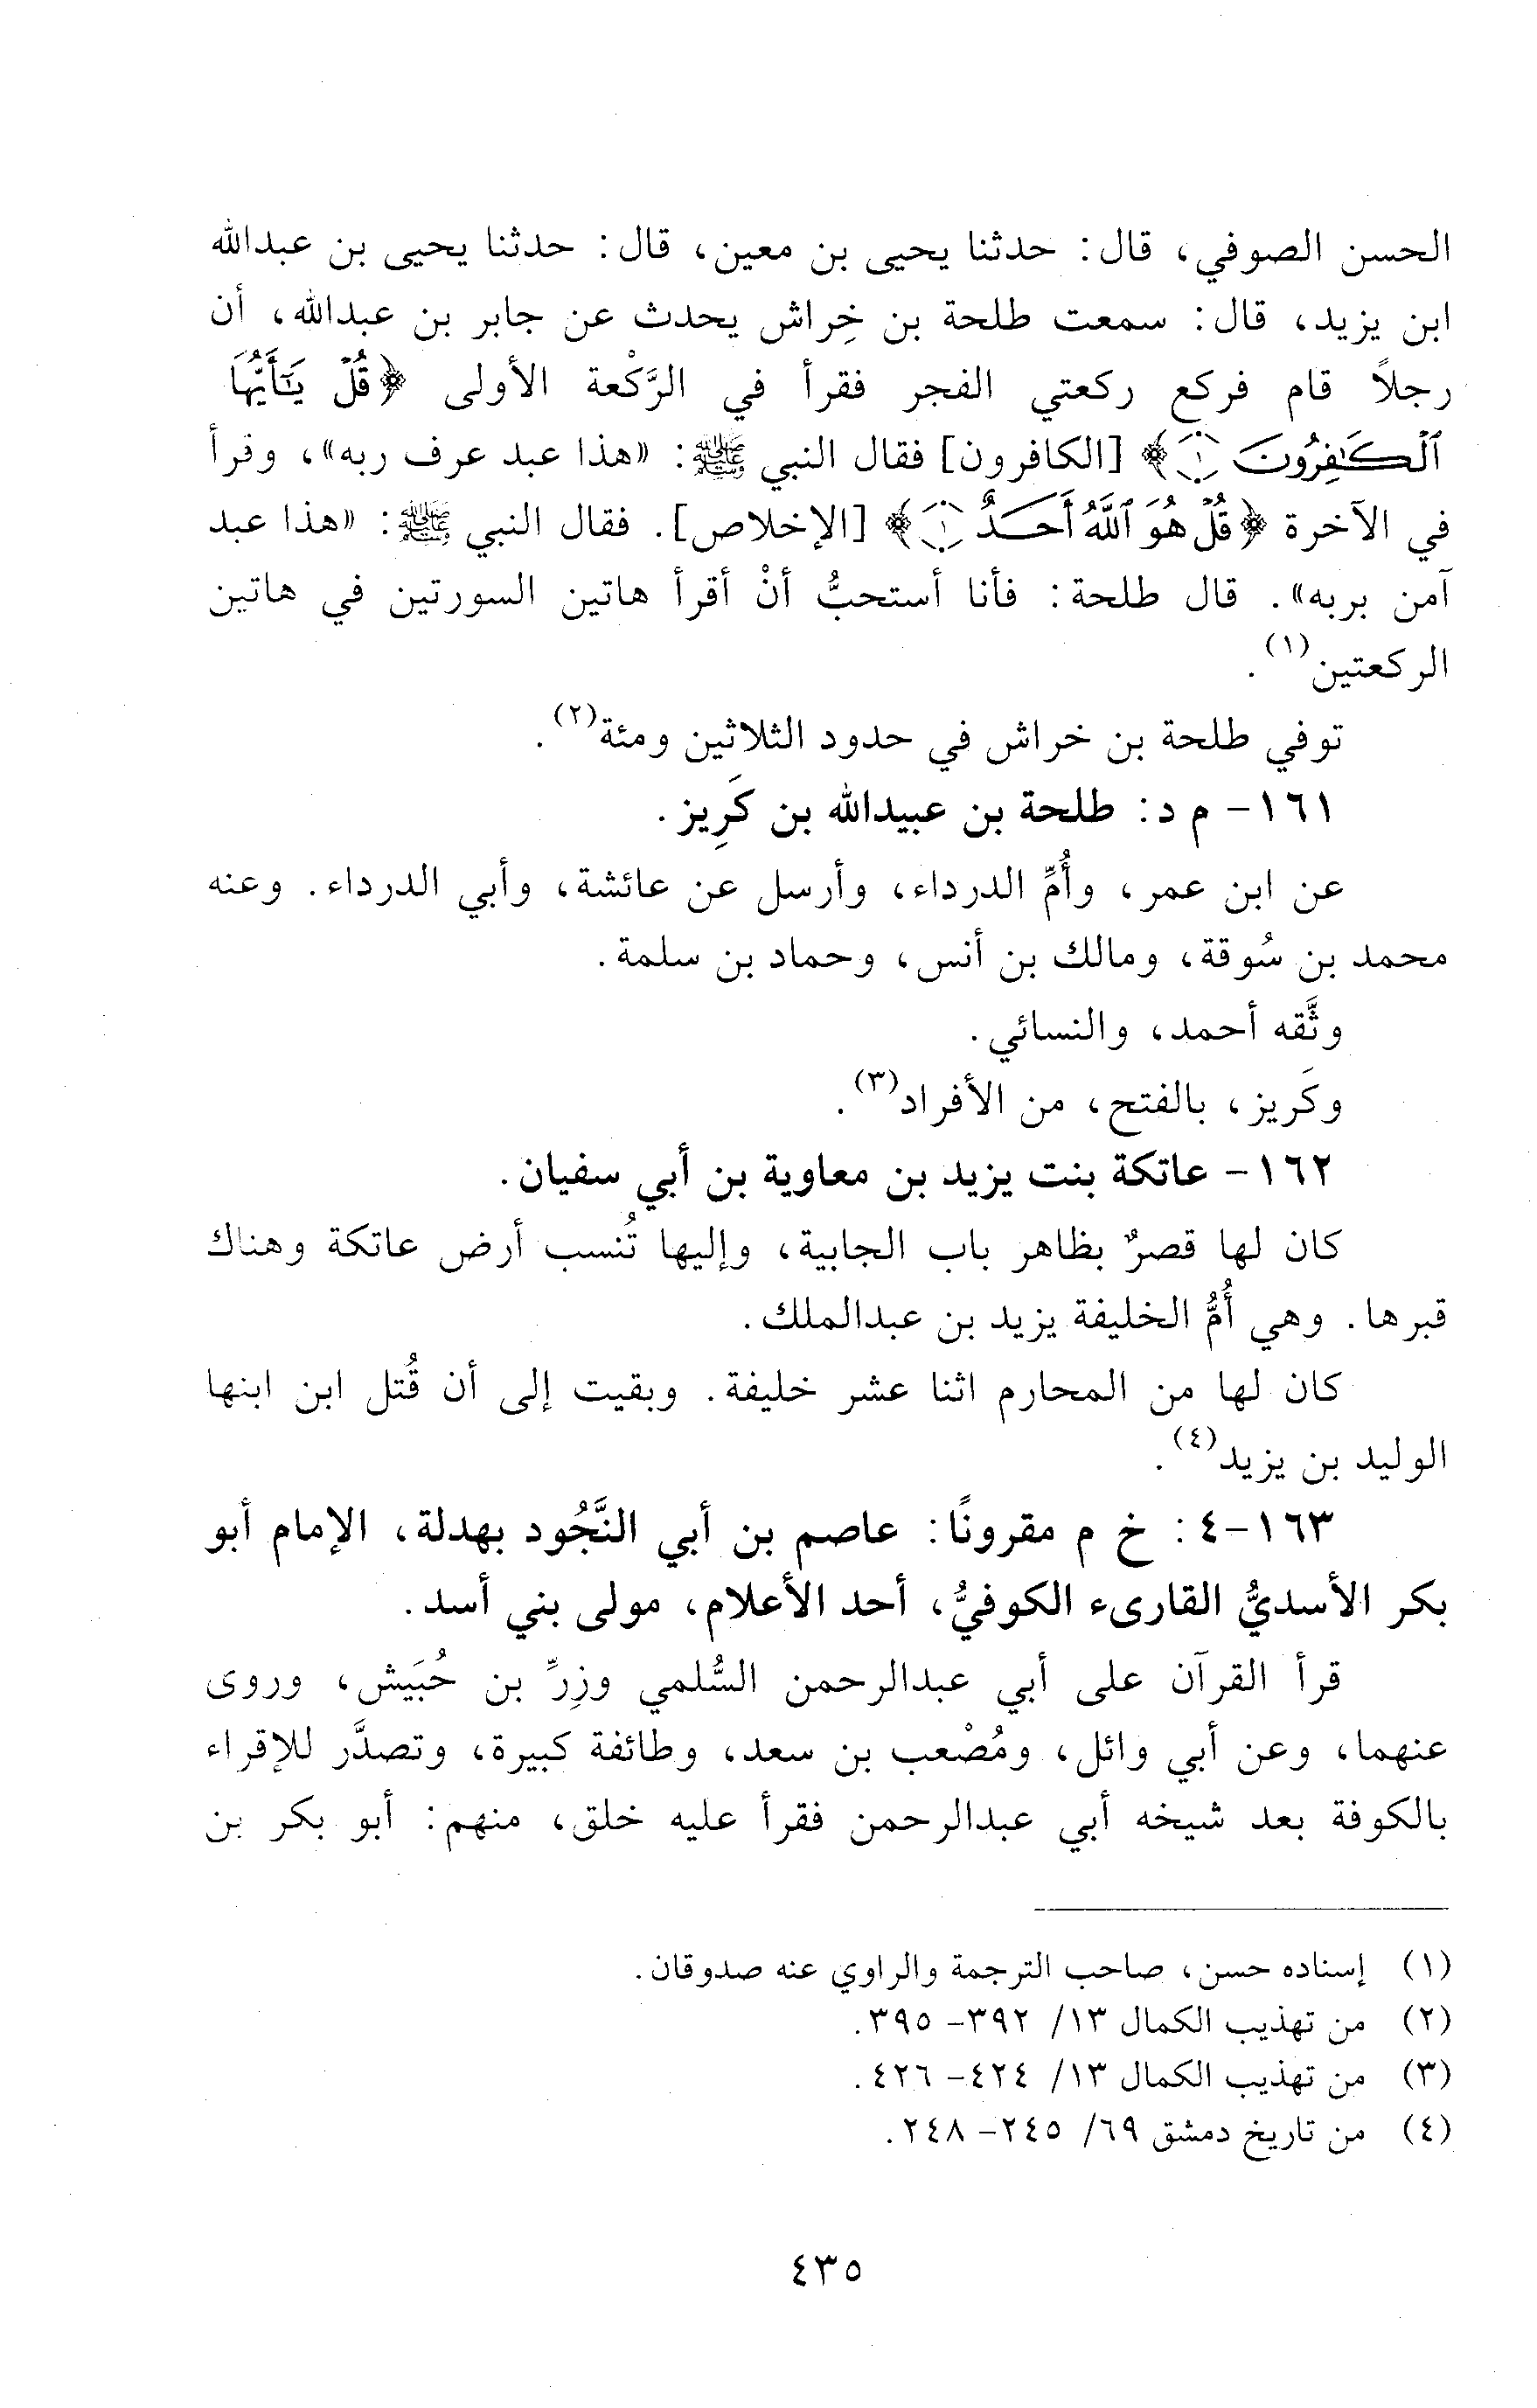 الحسن الصوفي، قال: حدثنا يحيى بن معين، قال: حدثنا يحيى بن عبدالله
ابن يزيد، قال: سمعت طلحة بن خِراش يحدث عن جابر بن عبدالله، أن
رجلاً قام فركع ركعتي الفجر فقرأ في الرَّكْعة الأولى ﴿قُلْ يَٰٓأَيُّهَا
ٱلْكَٰفِرُونَ ۝١﴾ [الكافرون] فقال النبي ﷺ: «هذا عبد عرف ربه»، وقرأ
في الآخرة ﴿قُلْ هُوَ ٱللَّهُ أَحَدٌ ۝١﴾ [الإخلاص]. فقال النبي ﷺ: «هذا عبد
آمن بربه». قال طلحة: فأنا أستحبُّ أنْ أقرأ هاتين السورتين في هاتين
الركعتين(١).
توفي طلحة بن خراش في حدود الثلاثين ومئة(٢).
١٦١- م د: طلحة بن عبيدالله بن كَرِيز.
عن ابن عمر، وأُمِّ الدرداء، وأرسل عن عائشة، وأبي الدرداء. وعنه
محمد بن سُوقة، ومالك بن أنس، وحماد بن سلمة.
وثَّقه أحمد، والنسائي.
وكَريز، بالفتح، من الأفراد(٣).
١٦٢- عاتكة بنت يزيد بن معاوية بن أبي سفيان.
كان لها قصرٌ بظاهر باب الجابية، وإليها تُنسب أرض عاتكة وهناك
قبرها. وهي أُمُّ الخليفة يزيد بن عبدالملك.
كان لها من المحارم اثنا عشر خليفة. وبقيت إلى أن قُتل ابن ابنها
الوليد بن يزيد(٤).
١٦٣-٤: خ م مقرونًا: عاصم بن أبي النَّجُود بهدلة، الإمام أبو
بكر الأسديُّ القارىء الكوفيُّ، أحد الأعلام، مولى بني أسد.
قرأ القرآن على أبي عبدالرحمن السُّلمي وزِرِّ بن حُبَيش، وروى
عنهما، وعن أبي وائل، ومُصْعب بن سعد، وطائفة كبيرة، وتصدَّر للإقراء
بالكوفة بعد شيخه أبي عبدالرحمن فقرأ عليه خلق، منهم: أبو بكر بن
(١) إسناده حسن، صاحب الترجمة والراوي عنه صدوقان.
(٢) من تهذيب الكمال ١٣/ ٣٩٢- ٣٩٥.
(٣) من تهذيب الكمال ١٣/ ٤٢٤- ٤٢٦.
(٤) من تاريخ دمشق ٦٩/ ٢٤٥- ٢٤٨.
٤٣٥